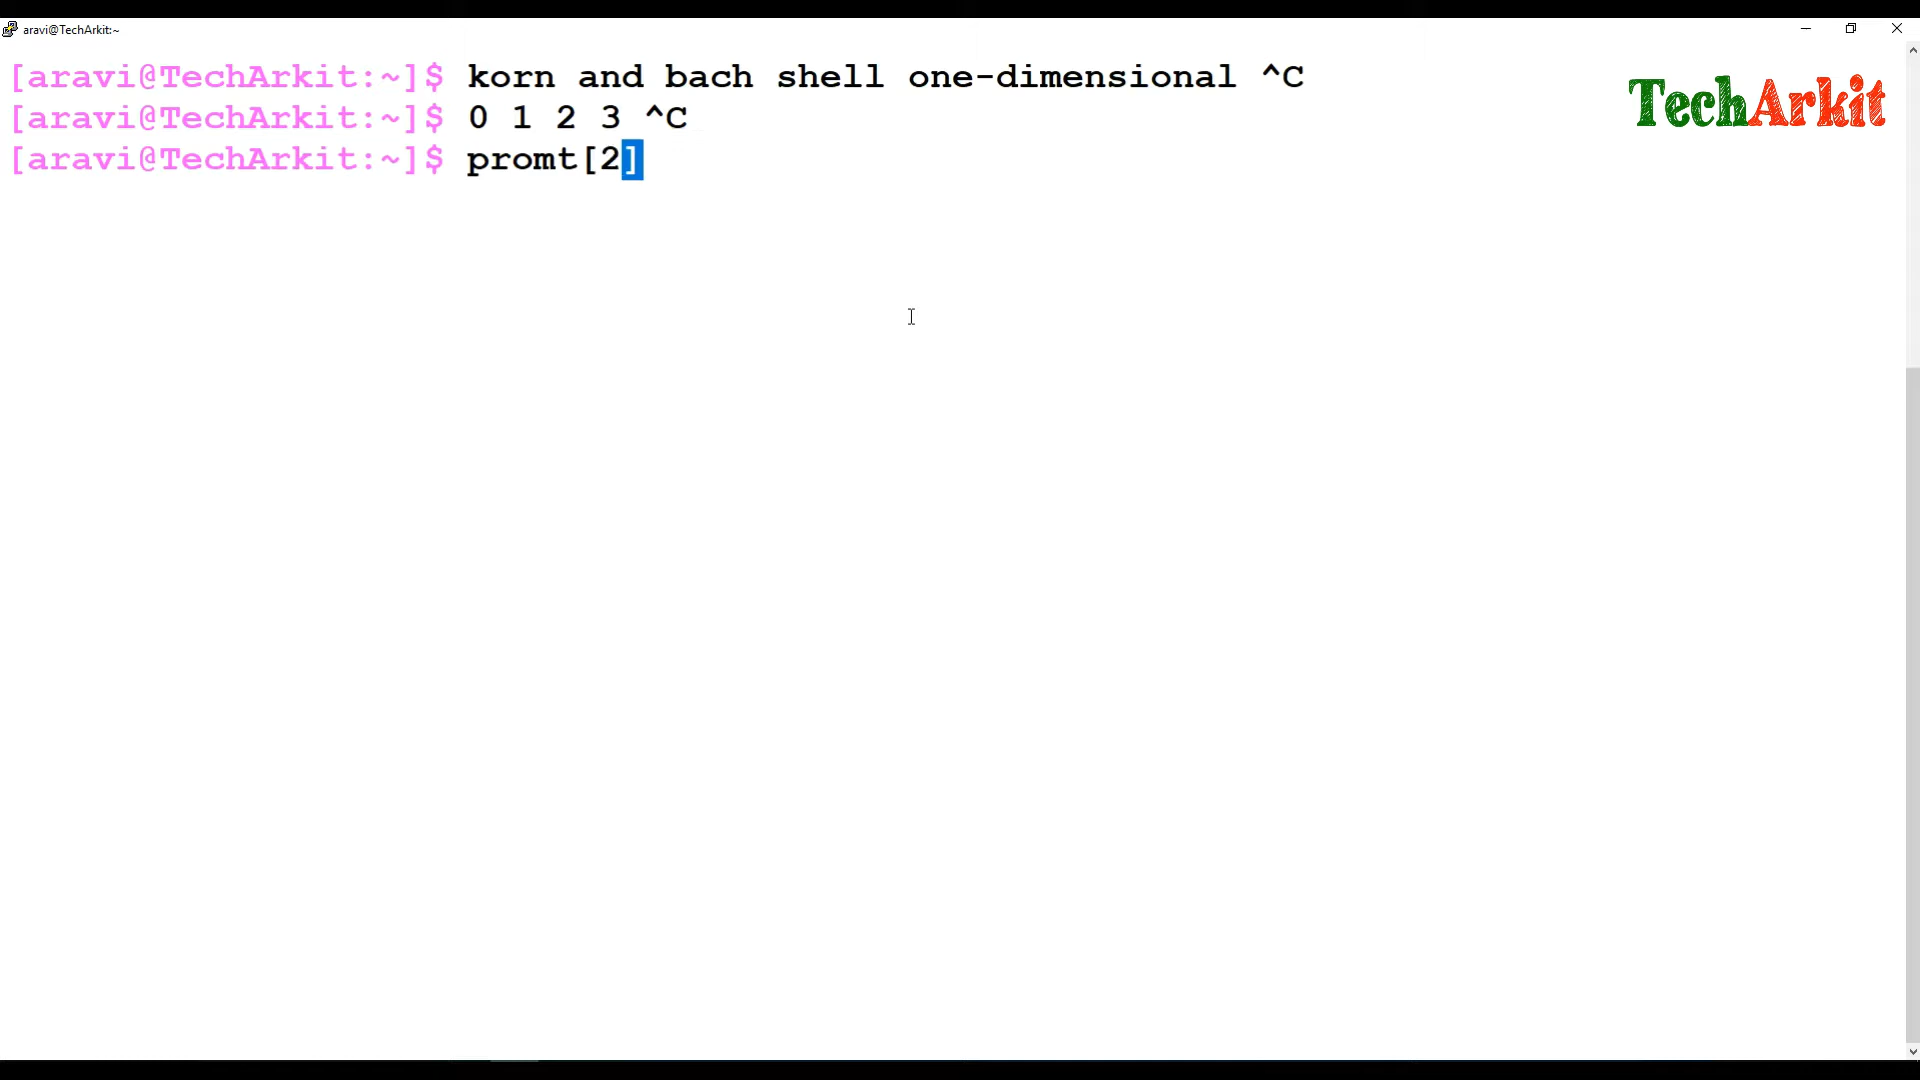 aravi@TechArkit:~
[aravi@TechArkit:~]$ korn and bach shell one-dimensional ^C
TechArkit
[aravi@TechArkit:~]$ 0 1 2 3 ^C
[aravi@TechArkit:~]$ promt[2]